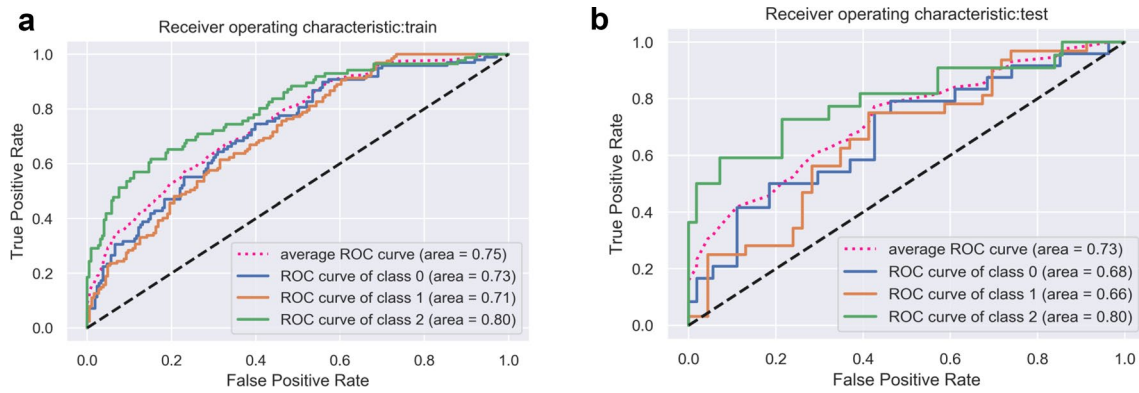 a
Receiver operating characteristic:train
True Positive Rate
1.0
0.8
0.6
0.4
0.2
0.0
average ROC curve (area = 0.75)
ROC curve of class 0 (area = 0.73)
ROC curve of class 1 (area = 0.71)
ROC curve of class 2 (area = 0.80)
0.0 0.2 0.4 0.6 0.8 1.0
False Positive Rate
b
Receiver operating characteristic:test
True Positive Rate
1.0
0.8
0.6
0.4
0.2
0.0
average ROC curve (area = 0.73)
ROC curve of class 0 (area = 0.68)
ROC curve of class 1 (area = 0.66)
ROC curve of class 2 (area = 0.80)
0.0 0.2 0.4 0.6 0.8 1.0
False Positive Rate